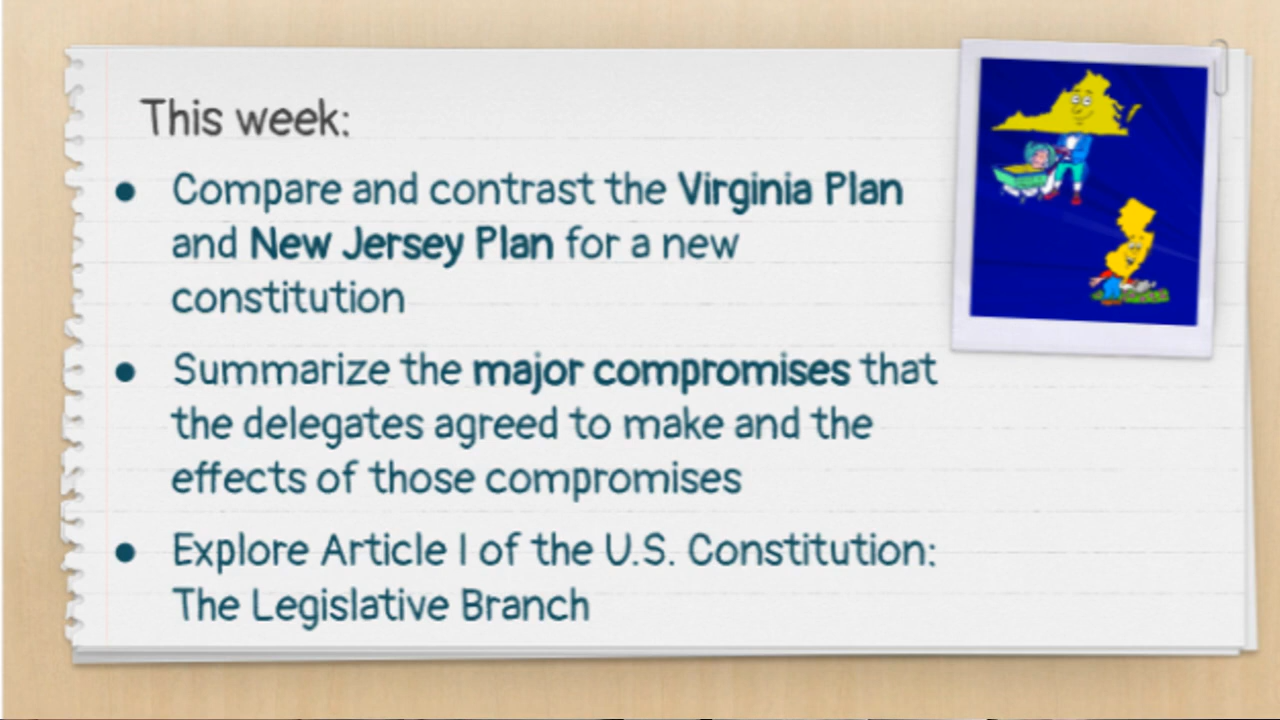 This week:
● Compare and contrast the Virginia Plan
and New Jersey Plan for a new
constitution
● Summarize the major compromises that
the delegates agreed to make and the
effects of those compromises
● Explore Article I of the U.S. Constitution:
The Legislative Branch